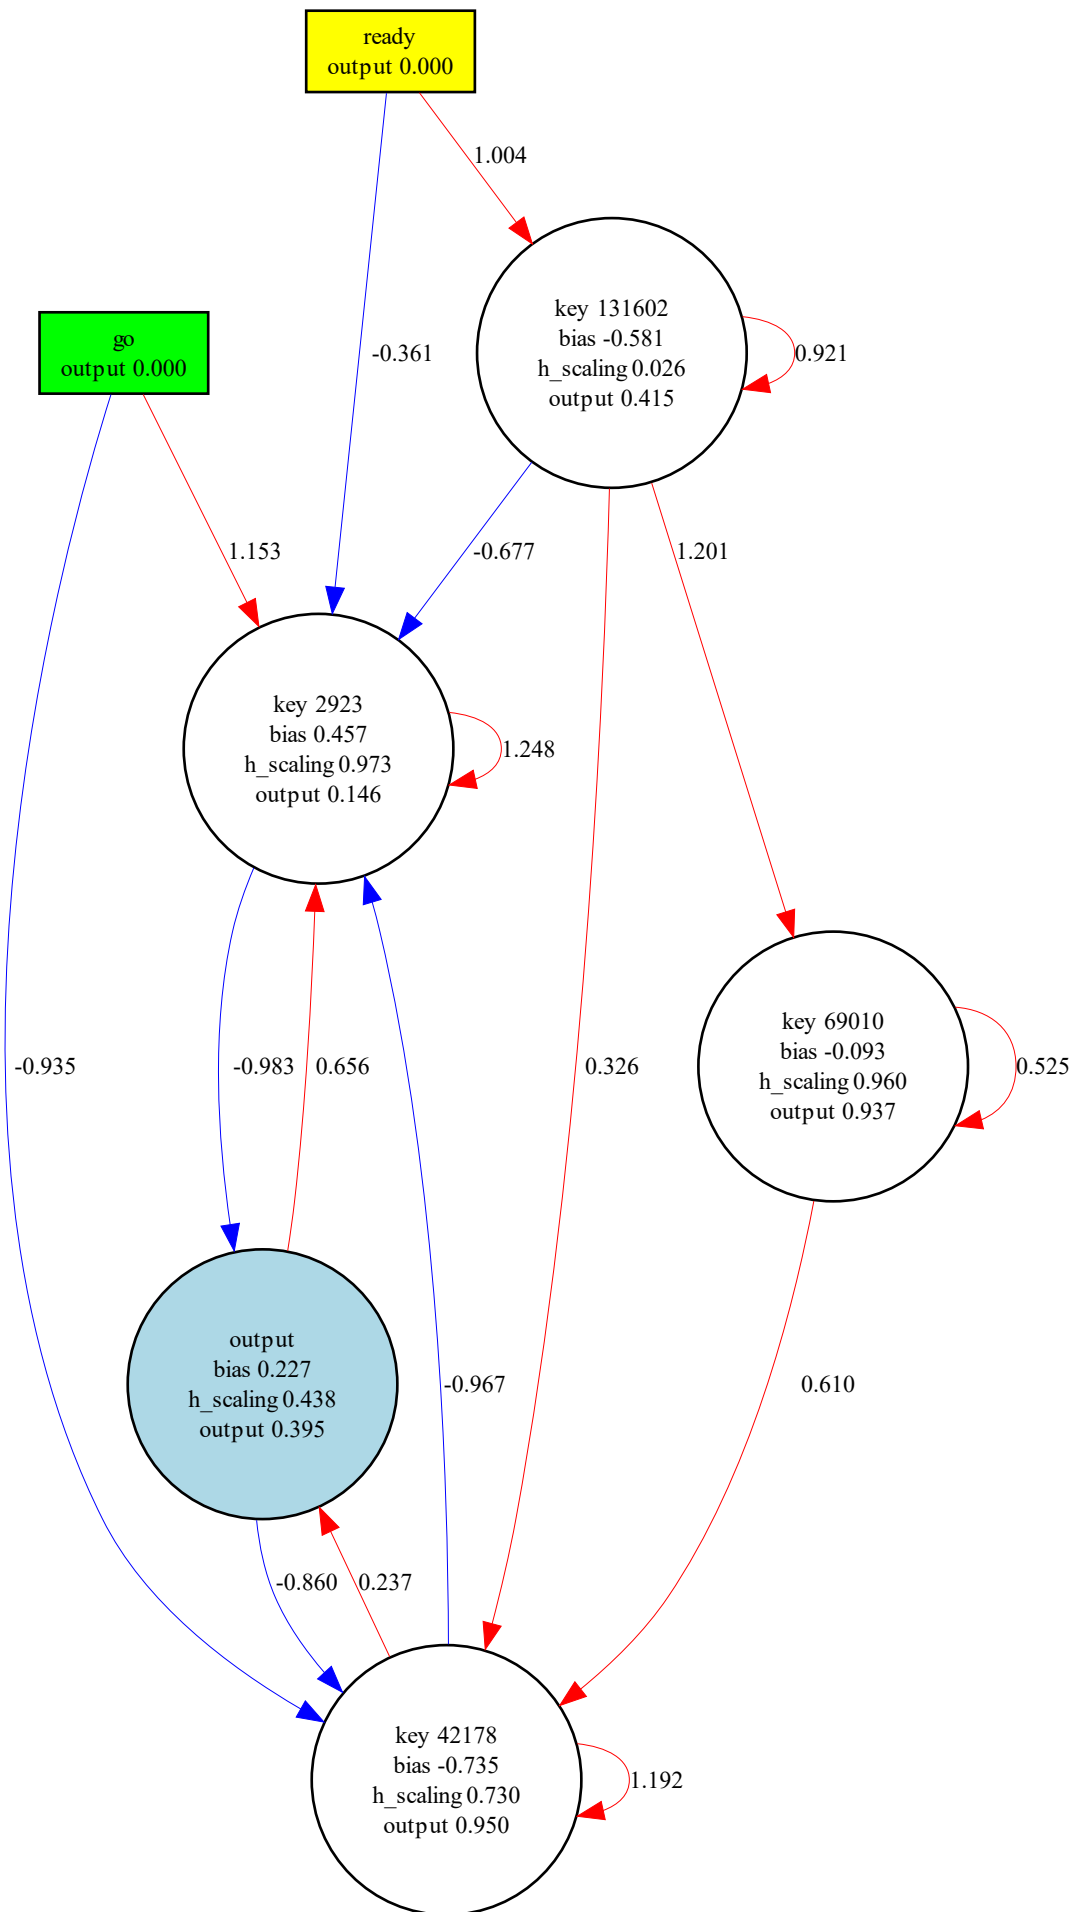 ready
output 0.000
1.004
key 131602
bias -0.581
h_scaling 0.026
output 0.415
0.921
-0.361
go
output 0.000
1.153
-0.677
1.201
key 2923
bias 0.457
h_scaling 0.973
output 0.146
1.248
key 69010
bias -0.093
h_scaling 0.960
output 0.937
0.525
-0.935
-0.983
0.656
0.326
output
bias 0.227
h_scaling 0.438
output 0.395
-0.967
0.610
-0.860
0.237
key 42178
bias -0.735
h_scaling 0.730
output 0.950
1.192